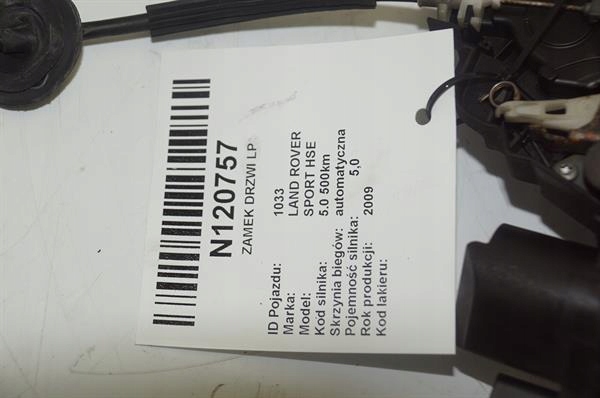 N120757
ZAMEK DRZWI LP
ID Pojazdu: 1033
Marka: LAND ROVER
Model: SPORT HSE
Kod silnika: 5.0 500km
Skrzynia biegów: automatyczna
Pojemność silnika: 5,0
Rok produkcji: 2009
Kod lakieru: